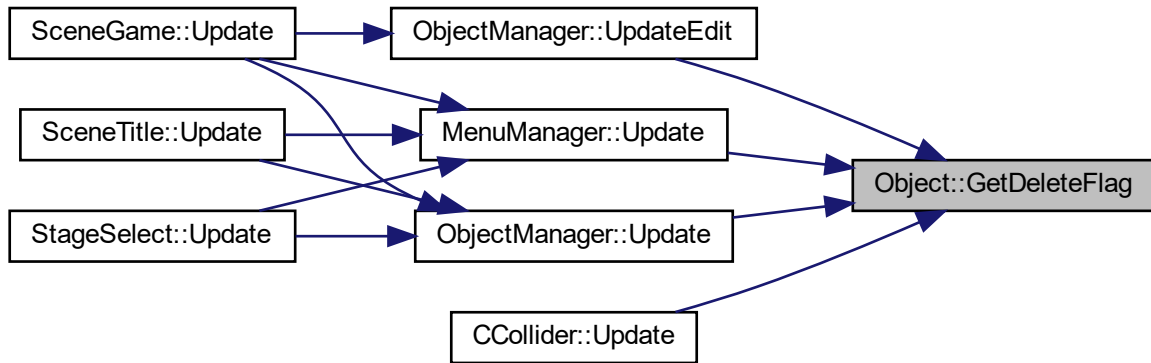 SceneGame::Update
ObjectManager::UpdateEdit
SceneTitle::Update
MenuManager::Update
Object::GetDeleteFlag
StageSelect::Update
ObjectManager::Update
CCollider::Update